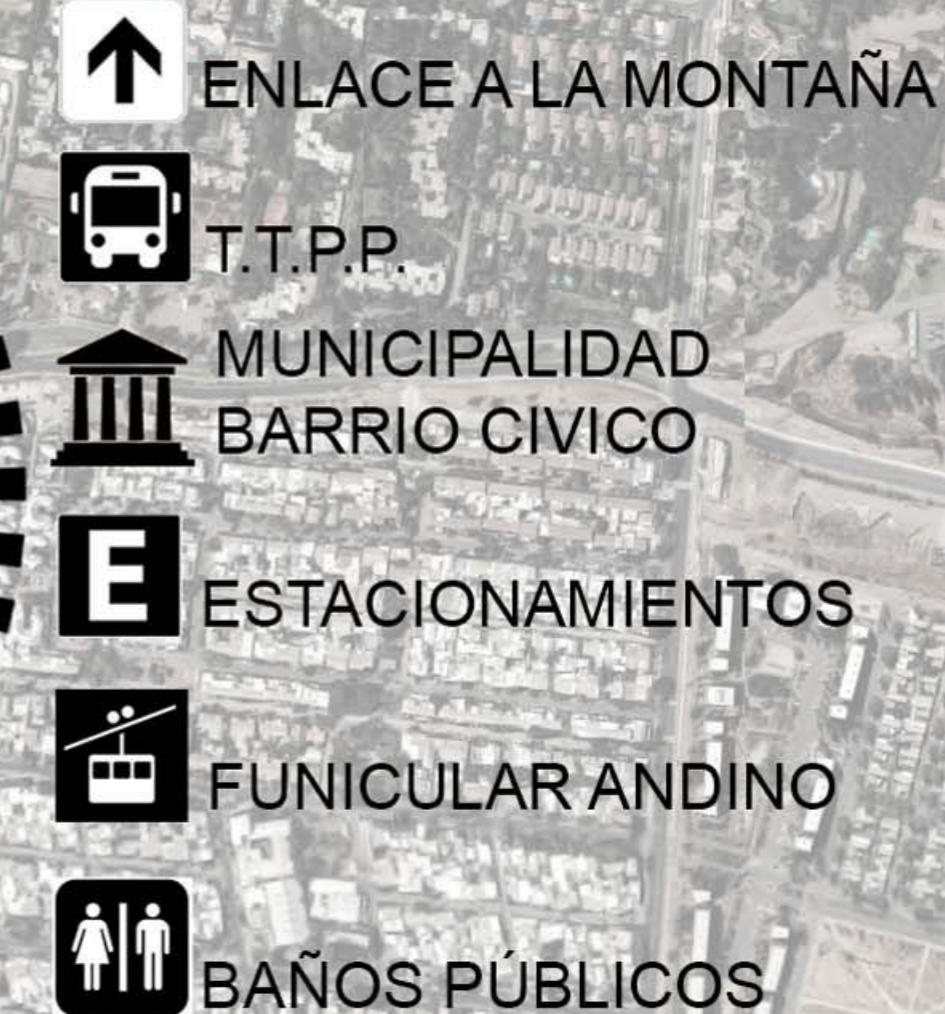 ENLACE A LA MONTAÑA
T.T.P.P.
MUNICIPALIDAD
BARRIO CIVICO
E
ESTACIONAMIENTOS
FUNICULAR ANDINO
BAÑOS PÚBLICOS